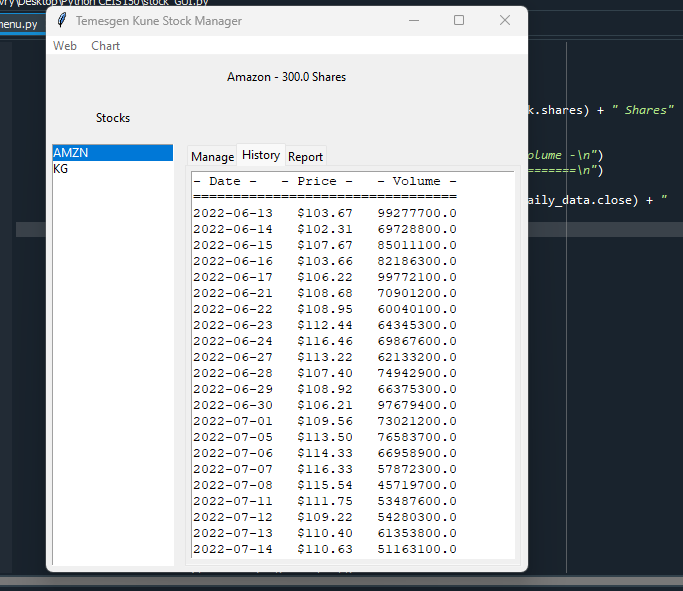 \Desktop\Python CEIS150\stock_GUI.py
menu.py
Temesgen Kune Stock Manager
Web Chart
Amazon - 300.0 Shares
k.shares) + " Shares"
Stocks
AMZN
KG
Manage History Report
olume -\n")
=======\n")
aily_data.close) + "
- Date - - Price - - Volume -
=================================
2022-06-13 $103.67 99277700.0
2022-06-14 $102.31 69728800.0
2022-06-15 $107.67 85011100.0
2022-06-16 $103.66 82186300.0
2022-06-17 $106.22 99772100.0
2022-06-21 $108.68 70901200.0
2022-06-22 $108.95 60040100.0
2022-06-23 $112.44 64345300.0
2022-06-24 $116.46 69867600.0
2022-06-27 $113.22 62133200.0
2022-06-28 $107.40 74942900.0
2022-06-29 $108.92 66375300.0
2022-06-30 $106.21 97679400.0
2022-07-01 $109.56 73021200.0
2022-07-05 $113.50 76583700.0
2022-07-06 $114.33 66958900.0
2022-07-07 $116.33 57872300.0
2022-07-08 $115.54 45719700.0
2022-07-11 $111.75 53487600.0
2022-07-12 $109.22 54280300.0
2022-07-13 $110.40 61353800.0
2022-07-14 $110.63 51163100.0